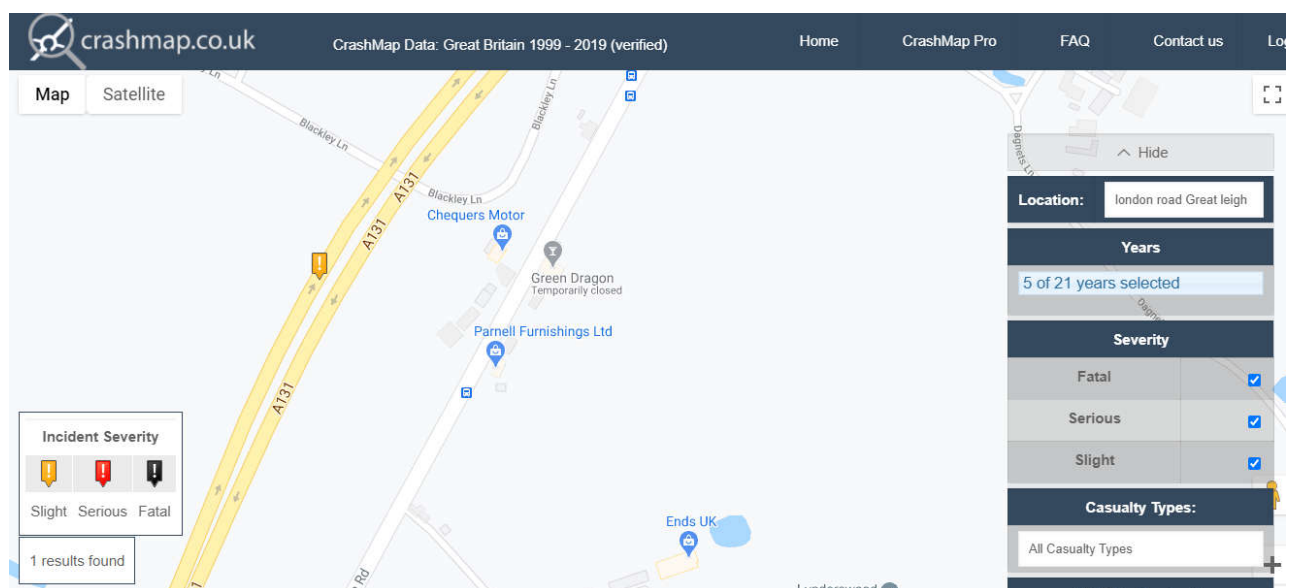 crashmap.co.uk
CrashMap Data: Great Britain 1999 - 2019 (verified)
Home
CrashMap Pro
FAQ
Contact us
Map
Satellite
Ln
Blackley Ln
Blackley Ln
Blackley Ln
A131
A131
A131
Chequers Motor
Green Dragon
Temporarily closed
Parnell Furnishings Ltd
Ends UK
Rd
Dagnets Ln
Hide
Location:
london road Great leigh
Years
5 of 21 years selected
Severity
Fatal
Serious
Slight
Casualty Types:
All Casualty Types
Incident Severity
Slight Serious Fatal
1 results found